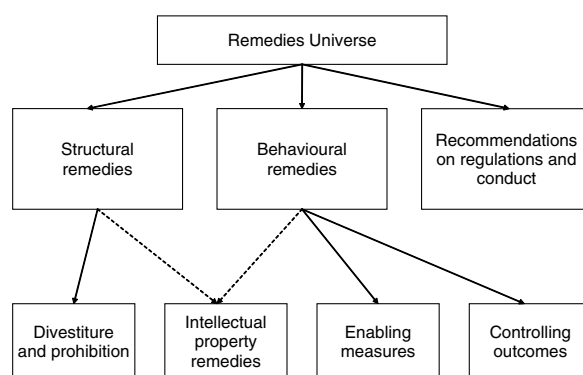 Remedies Universe
Structural
remedies
Behavioural
remedies
Recommendations
on regulations and
conduct
Divestiture
and prohibition
Intellectual
property
remedies
Enabling
measures
Controlling
outcomes